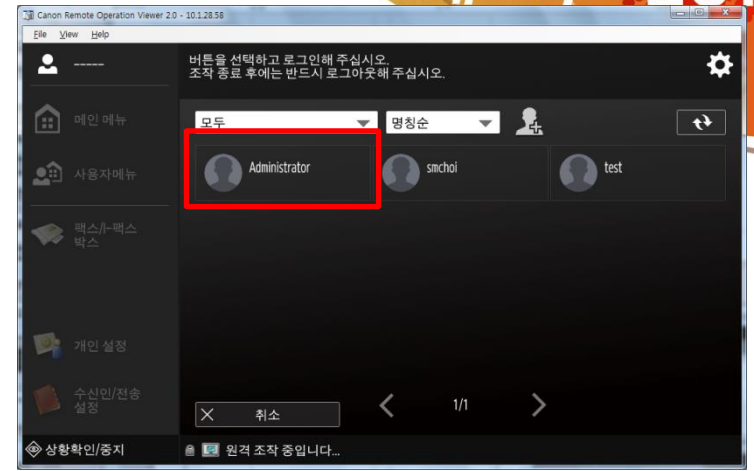 Canon Remote Operation Viewer 2.0 - 10.1.28.58
File View Help
-----
버튼을 선택하고 로그인해 주십시오.
조작 종료 후에는 반드시 로그아웃해 주십시오.
메인 메뉴
사용자메뉴
팩스/I-팩스
박스
개인 설정
수신인/전송
설정
모두
명칭순
Administrator
smchoi
test
취소
1/1
상황확인/중지
원격 조작 중입니다...